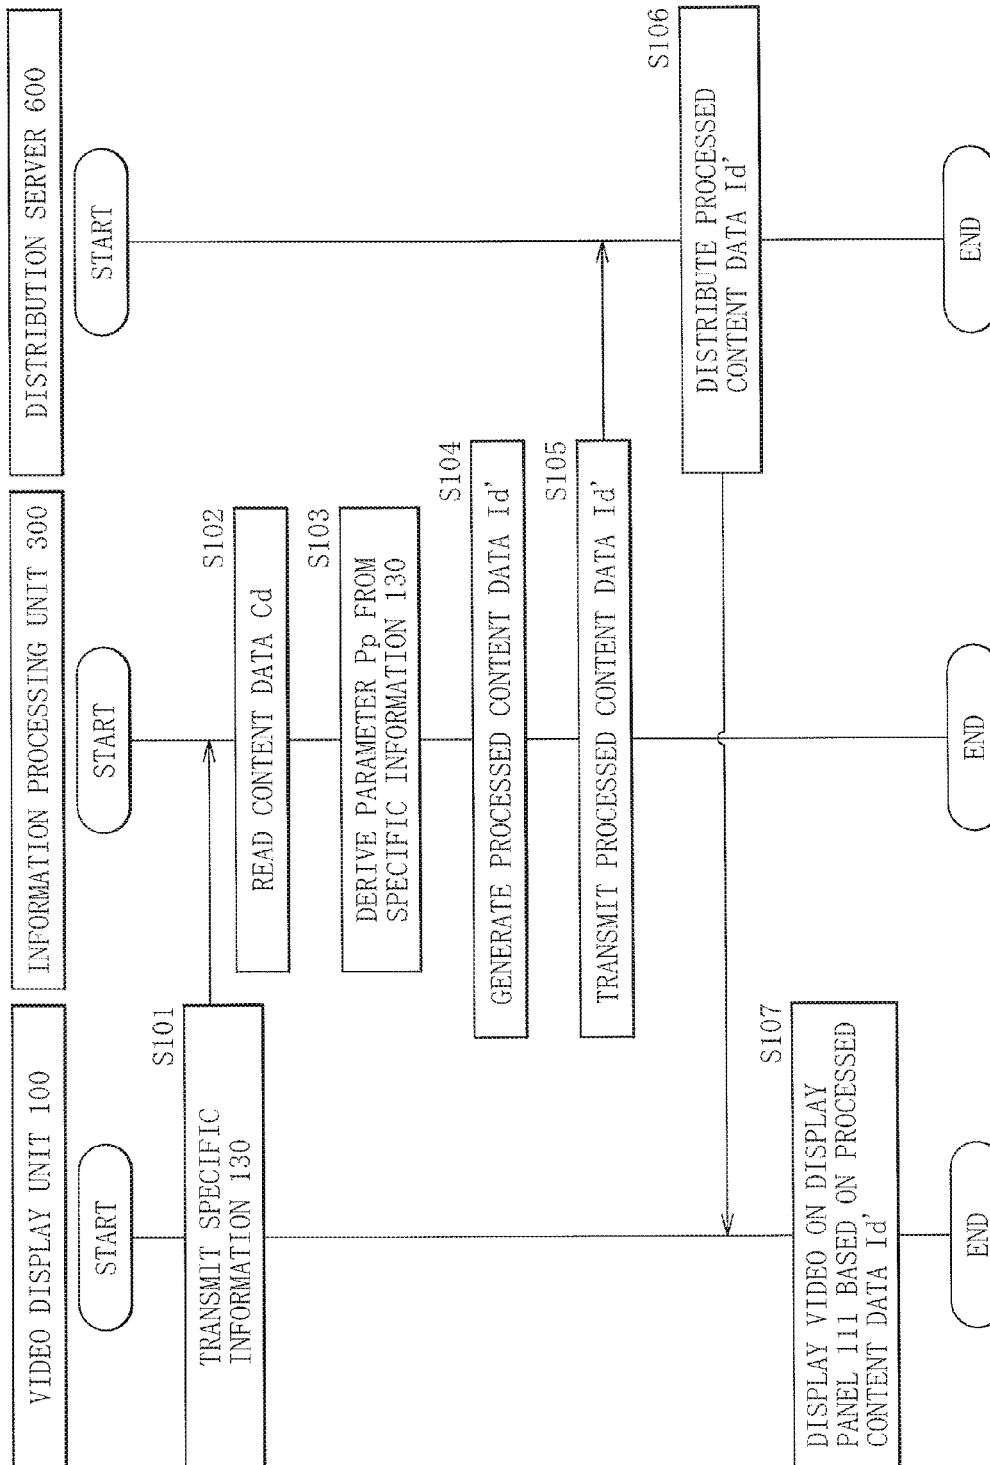 VIDEO DISPLAY UNIT 100
INFORMATION PROCESSING UNIT 300
DISTRIBUTION SERVER 600
START
START
START
S101
TRANSMIT SPECIFIC
INFORMATION 130
S102
READ CONTENT DATA Cd
S103
DERIVE PARAMETER Pp FROM
SPECIFIC INFORMATION 130
S104
GENERATE PROCESSED CONTENT DATA Id'
S105
TRANSMIT PROCESSED CONTENT DATA Id'
S106
DISTRIBUTE PROCESSED
CONTENT DATA Id'
S107
DISPLAY VIDEO ON DISPLAY
PANEL 111 BASED ON PROCESSED
CONTENT DATA Id'
END
END
END